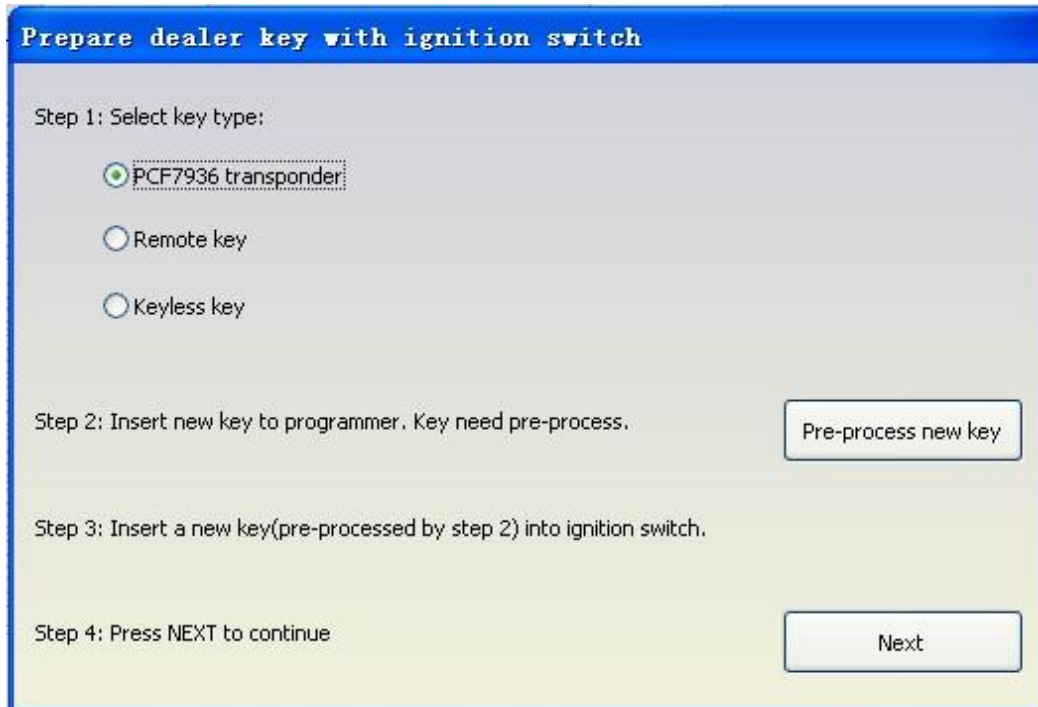 Prepare dealer key with ignition switch
Step 1: Select key type:
PCF7936 transponder
Remote key
Keyless key
Step 2: Insert new key to programmer. Key need pre-process.
Pre-process new key
Step 3: Insert a new key(pre-processed by step 2) into ignition switch.
Step 4: Press NEXT to continue
Next